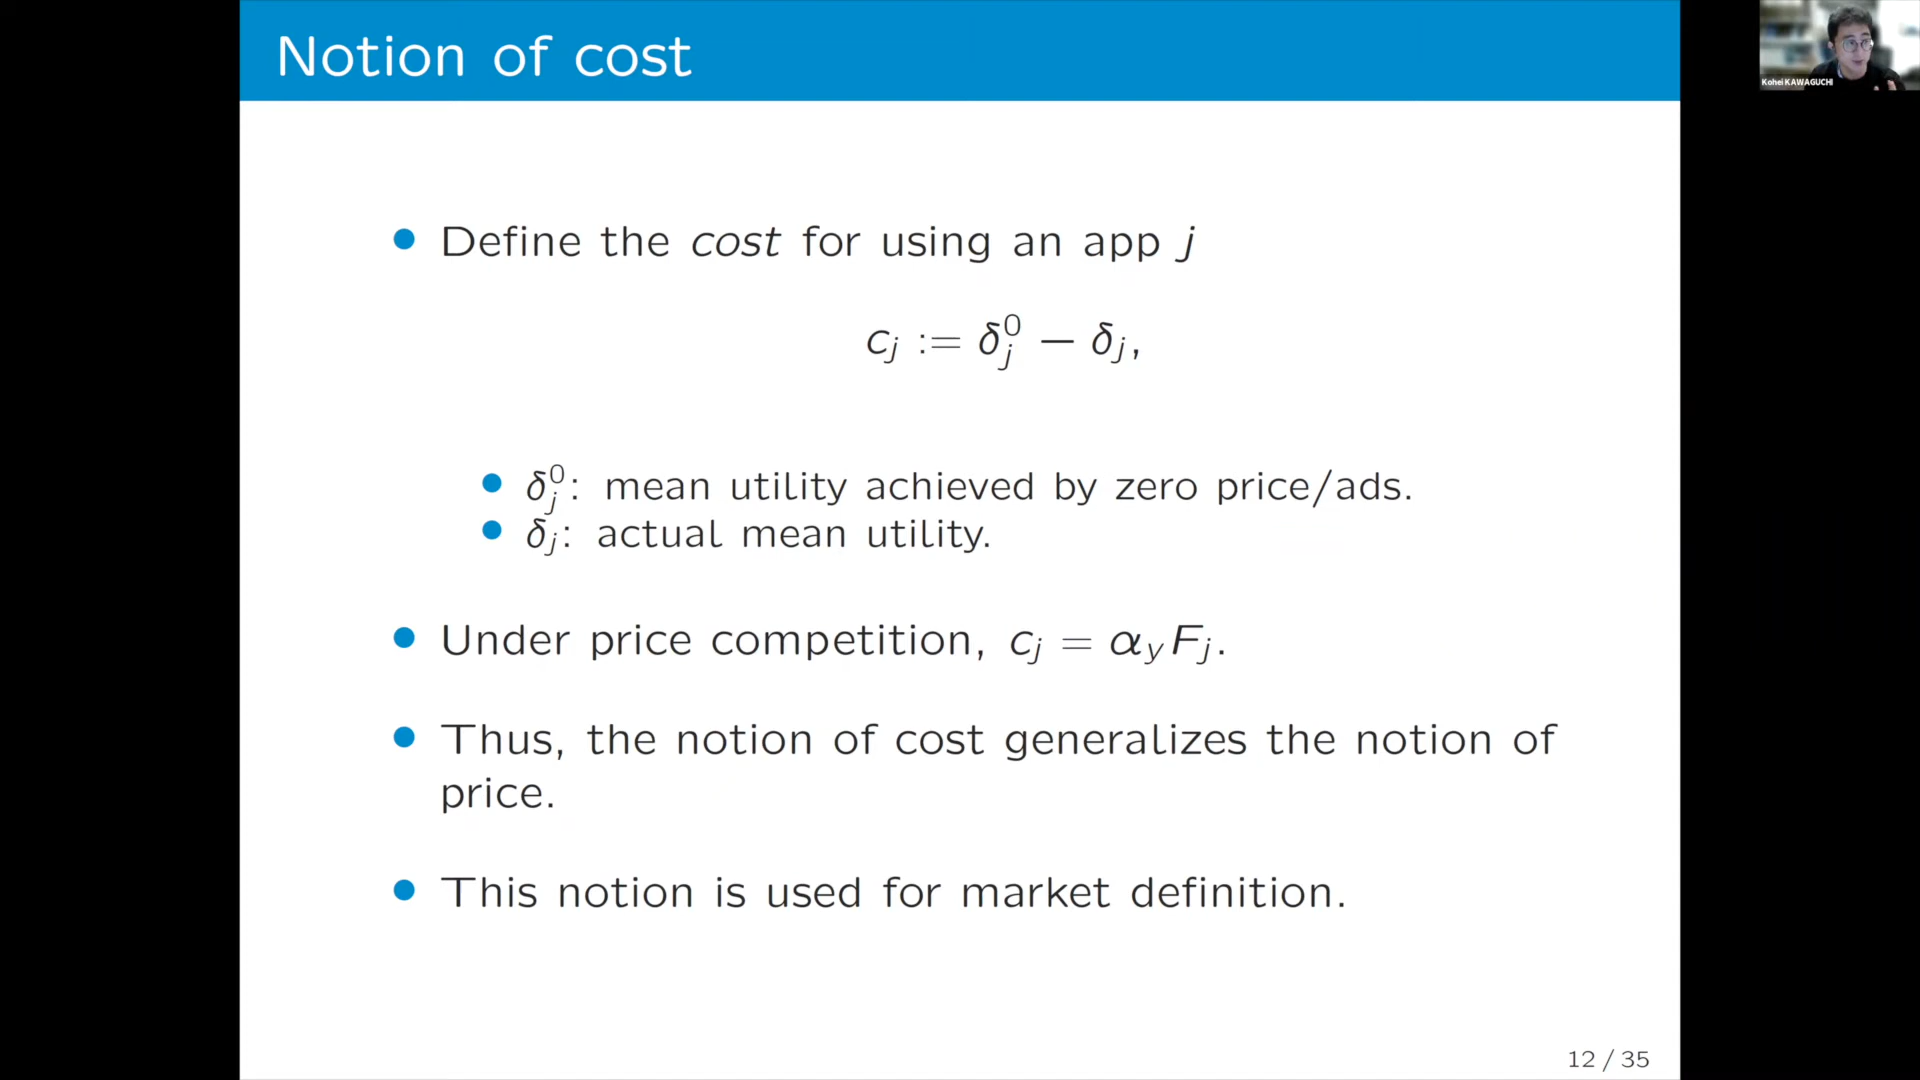 Notion of cost
Kohei KAWAGUCHI
• Define the cost for using an app j
c_j := δ_j^0 − δ_j,
• δ_j^0: mean utility achieved by zero price/ads.
• δ_j: actual mean utility.
• Under price competition, c_j = α_y F_j.
• Thus, the notion of cost generalizes the notion of
price.
• This notion is used for market definition.
12 / 35